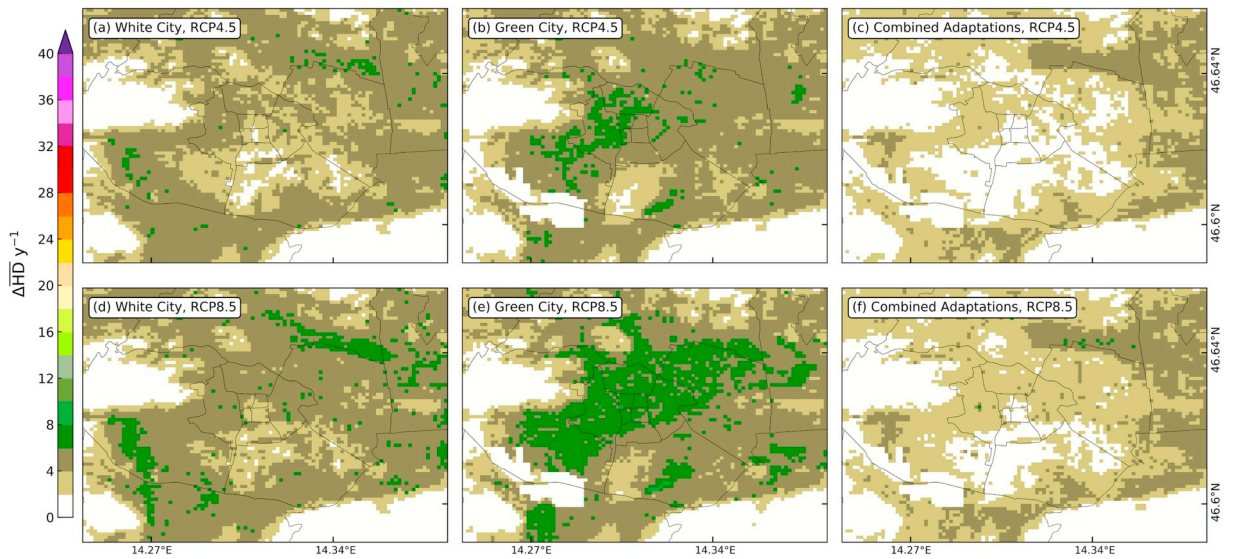 (a) White City, RCP4.5
(b) Green City, RCP4.5
(c) Combined Adaptations, RCP4.5
40
36
32
28
24
20
16
12
8
4
0
ΔH̅D̅ y⁻¹
46.64°N
46.6°N
(d) White City, RCP8.5
(e) Green City, RCP8.5
(f) Combined Adaptations, RCP8.5
46.64°N
46.6°N
14.27°E
14.34°E
14.27°E
14.34°E
14.27°E
14.34°E